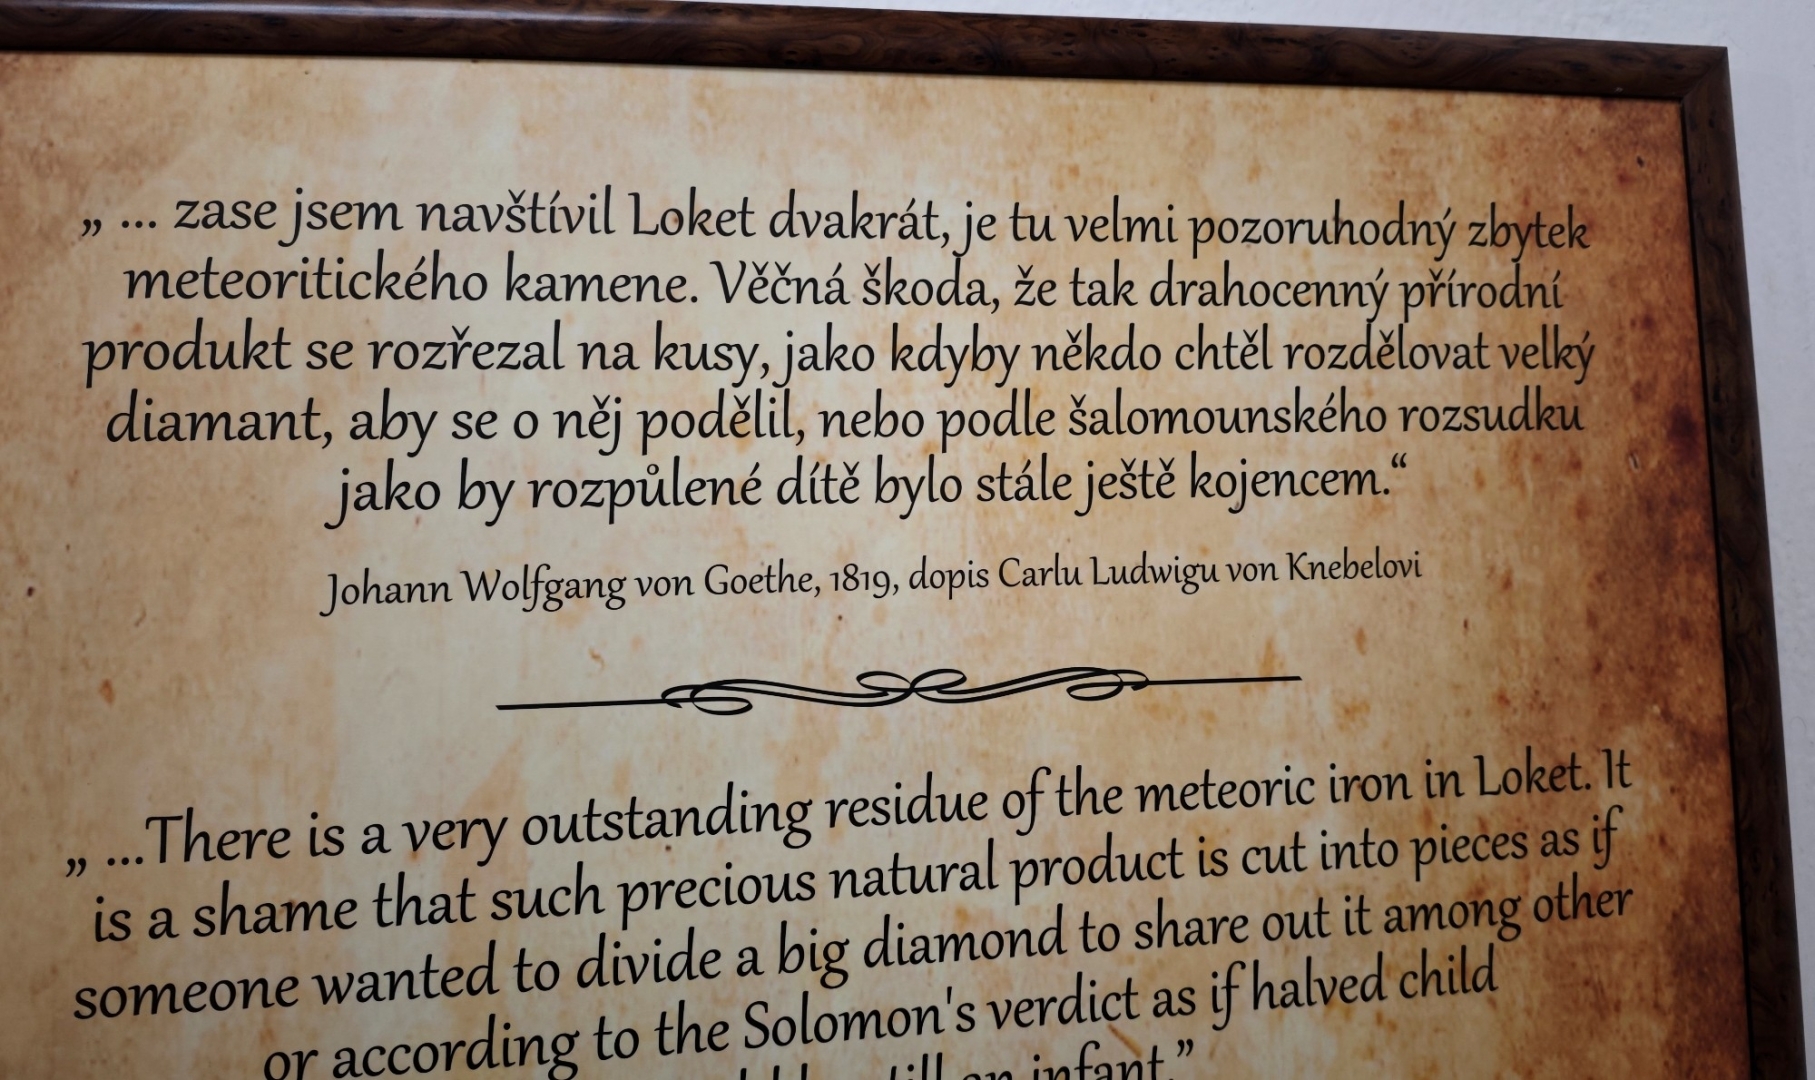 „ ... zase jsem navštívil Loket dvakrát, je tu velmi pozoruhodný zbytek
meteoritického kamene. Věčná škoda, že tak drahocenný přírodní
produkt se rozřezal na kusy, jako kdyby někdo chtěl rozdělovat velký
diamant, aby se o něj podělil, nebo podle šalomounského rozsudku
jako by rozpůlené dítě bylo stále ještě kojencem.“
Johann Wolfgang von Goethe, 1819, dopis Carlu Ludwigu von Knebelovi
„ ...There is a very outstanding residue of the meteoric iron in Loket. It
is a shame that such precious natural product is cut into pieces as if
someone wanted to divide a big diamond to share out it among other
or according to the Solomon's verdict as if halved child
still an infant.”